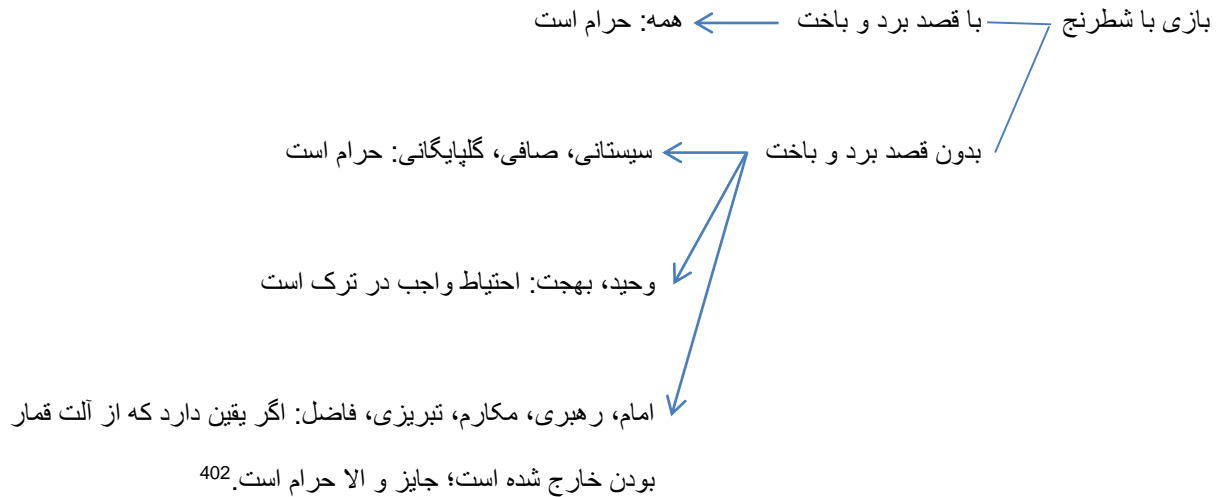 بازی با شطرنج با قصد برد و باخت همه: حرام است
بدون قصد برد و باخت سیستانی، صافی، گلپایگانی: حرام است
وحید، بهجت: احتیاط واجب در ترک است
امام، رهبری، مکارم، تبریزی، فاضل: اگر یقین دارد که از آلت قمار
بودن خارج شده است؛ جایز و الا حرام است.402